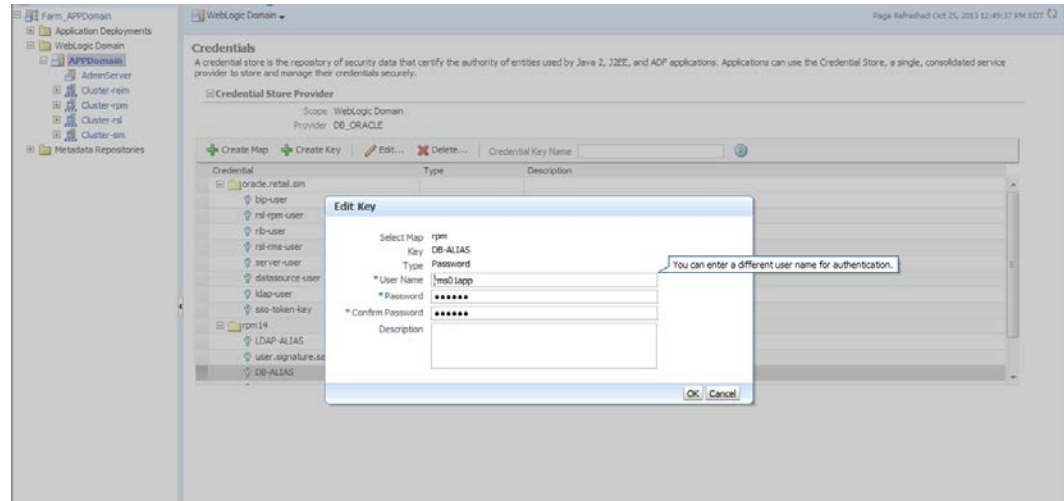 Farm_APPDomain
Application Deployments
WebLogic Domain
APPDomain
AdminServer
Cluster-reim
Cluster-rpm
Cluster-rsl
Cluster-sim
Metadata Repositories
WebLogic Domain
Page Refreshed Oct 25, 2013 12:49:37 PM EDT
Credentials
A credential store is the repository of security data that certify the authority of entities used by Java 2, J2EE, and ADF applications. Applications can use the Credential Store, a single, consolidated service
provider to store and manage their credentials securely.
Credential Store Provider
Scope WebLogic Domain
Provider DB_ORACLE
Create Map Create Key Edit... Delete... Credential Key Name
Credential Type Description
oracle.retail.sim
bip-user
rsl-rpm-user
rib-user
rsl-rms-user
server-user
datasource-user
ldap-user
sso-token-key
rpm14
LDAP-ALIAS
DB-ALIAS
Edit Key
Select Map rpm
Key DB-ALIAS
Type Password
* User Name
You can enter a different user name for authentication.
* Password ●●●●●●
* Confirm Password ●●●●●●
Description
OK Cancel